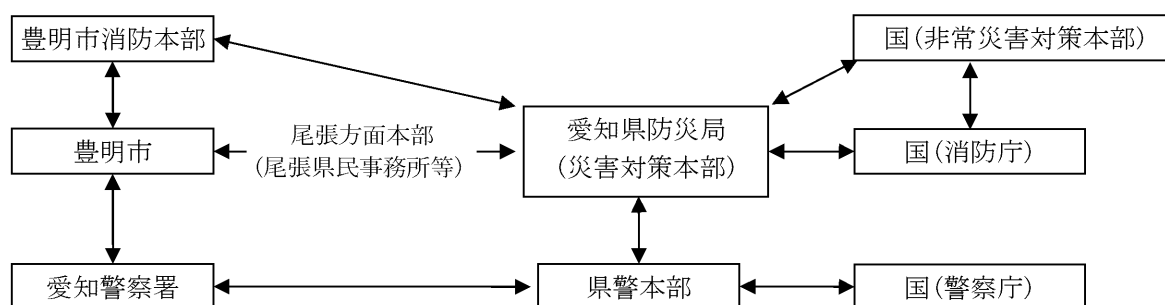 豊明市消防本部
国(非常災害対策本部)
尾張方面本部
(尾張県民事務所等)
愛知県防災局
(災害対策本部)
豊明市
国(消防庁)
愛知警察署
県警本部
国(警察庁)